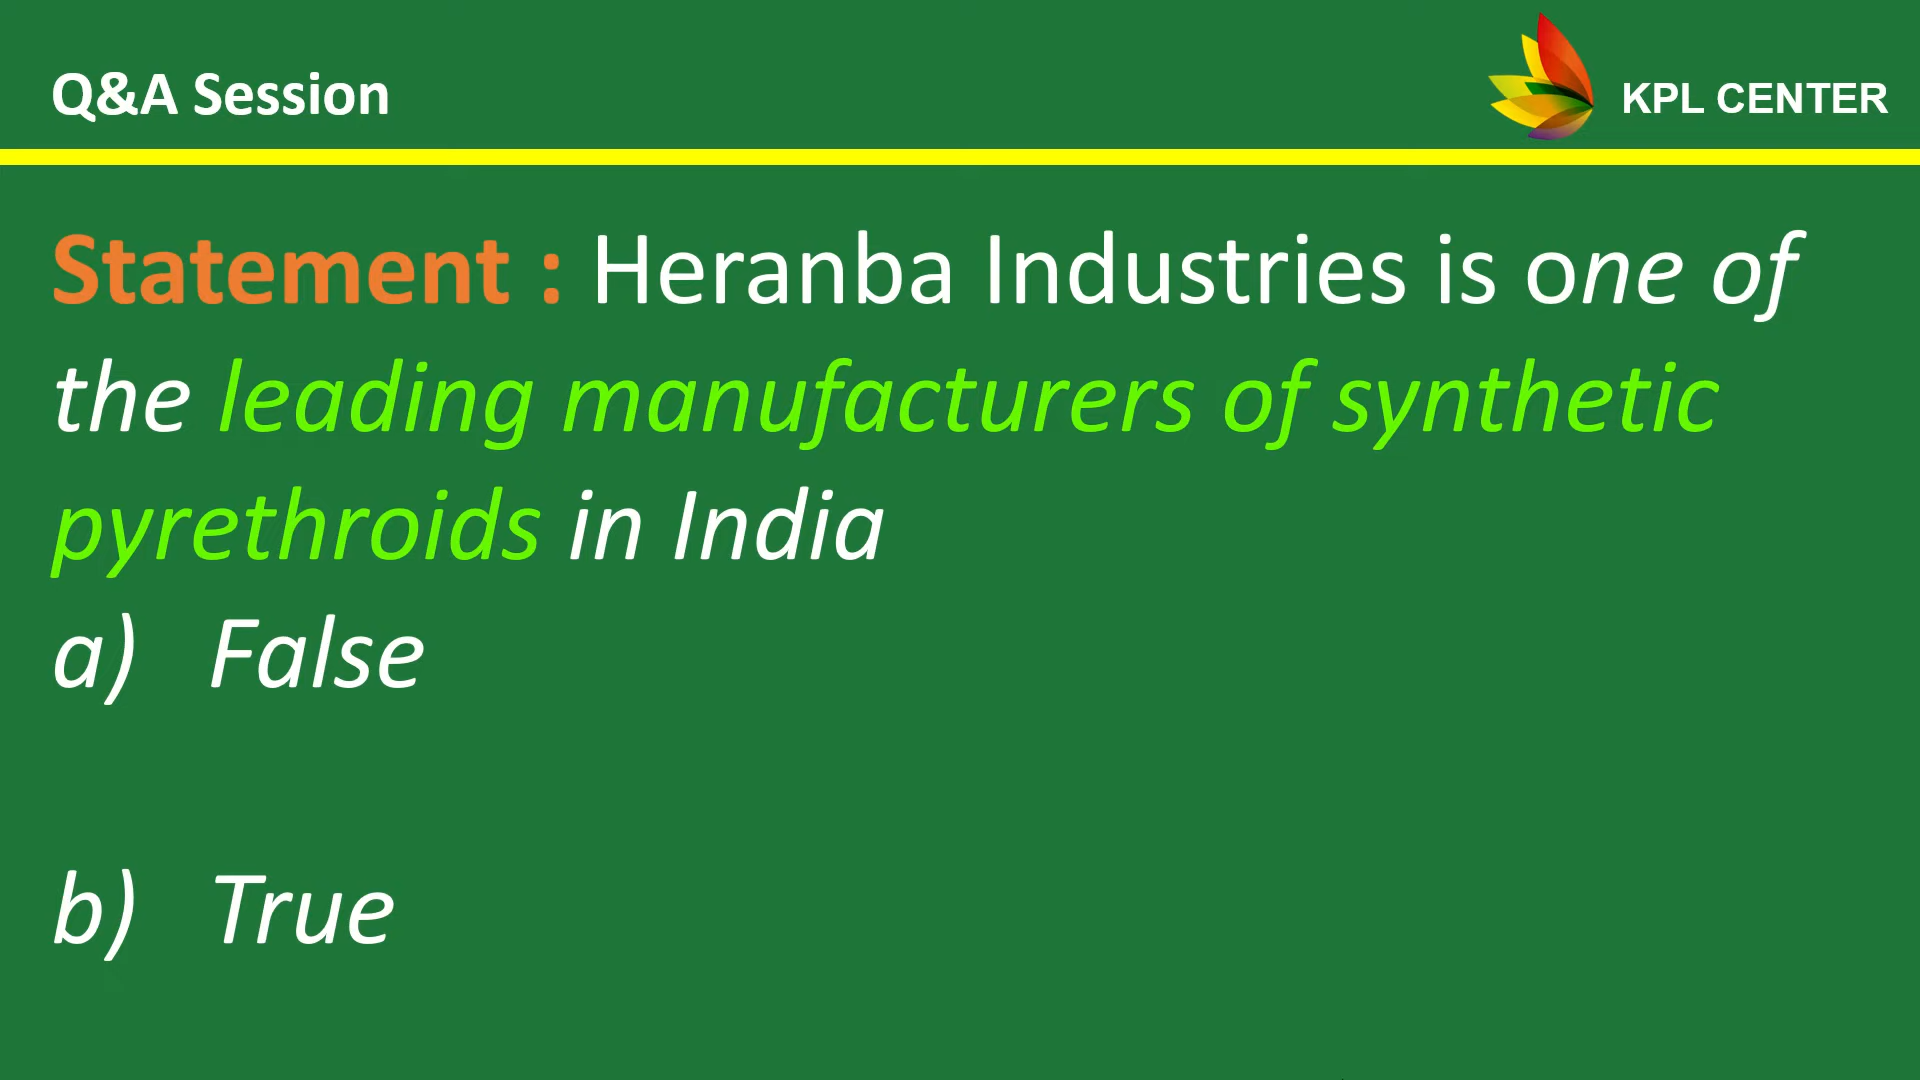 Q&A Session
KPL CENTER
Statement : Heranba Industries is one of
the leading manufacturers of synthetic
pyrethroids in India
a) False
b) True